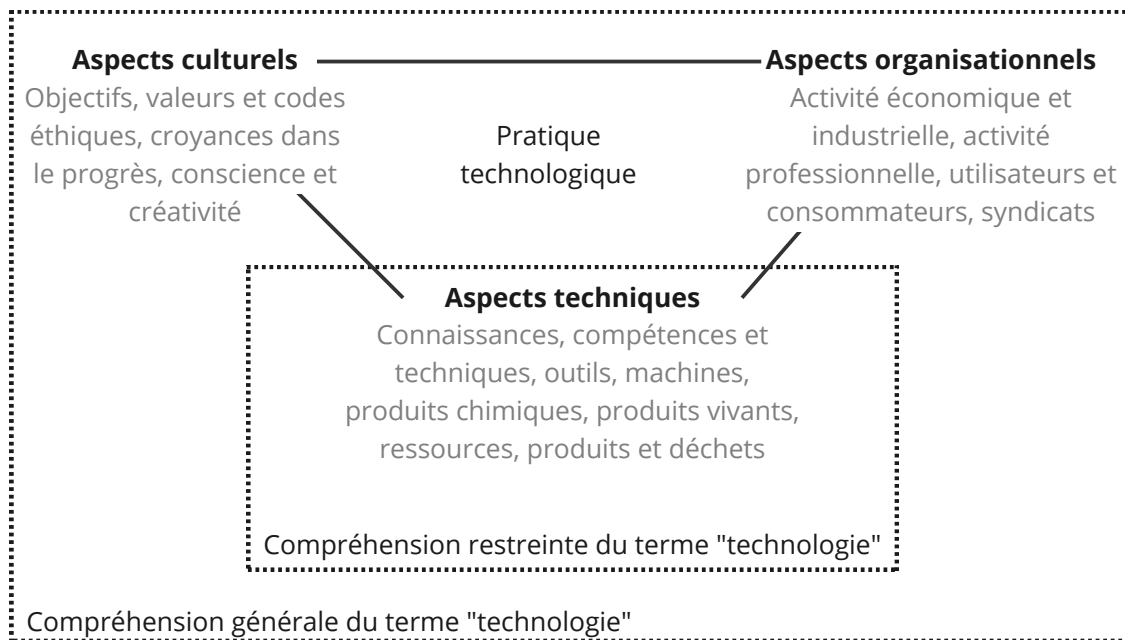 Aspects culturels
Objectifs, valeurs et codes
éthiques, croyances dans
le progrès, conscience et
créativité
Pratique
technologique
Aspects organisationnels
Activité économique et
industrielle, activité
professionnelle, utilisateurs et
consommateurs, syndicats
Aspects techniques
Connaissances, compétences et
techniques, outils, machines,
produits chimiques, produits vivants,
ressources, produits et déchets
Compréhension restreinte du terme "technologie"
Compréhension générale du terme "technologie"